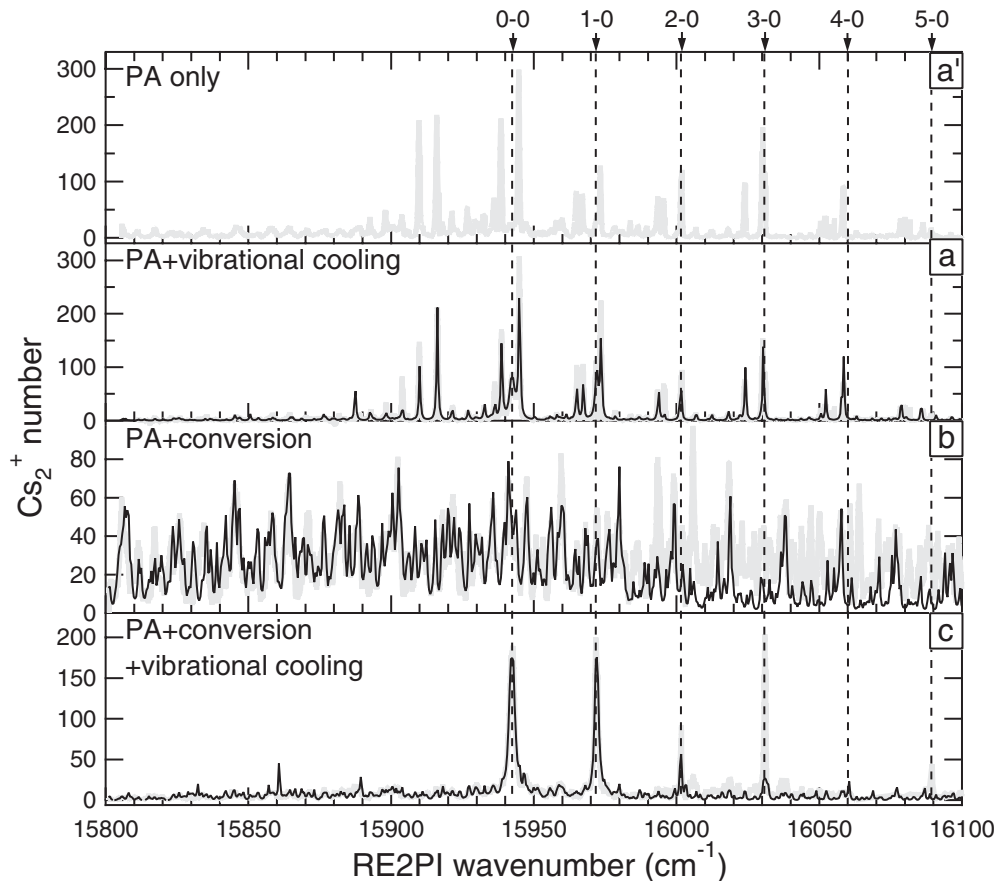 0-0 1-0 2-0 3-0 4-0 5-0
PA only
a'
300
200
100
0
PA+vibrational cooling
a
300
200
100
0
PA+conversion
b
80
60
40
20
0
PA+conversion
+vibrational cooling
c
200
150
100
50
0
Cs₂⁺ number
15800 15850 15900 15950 16000 16050 16100
RE2PI wavenumber (cm⁻¹)